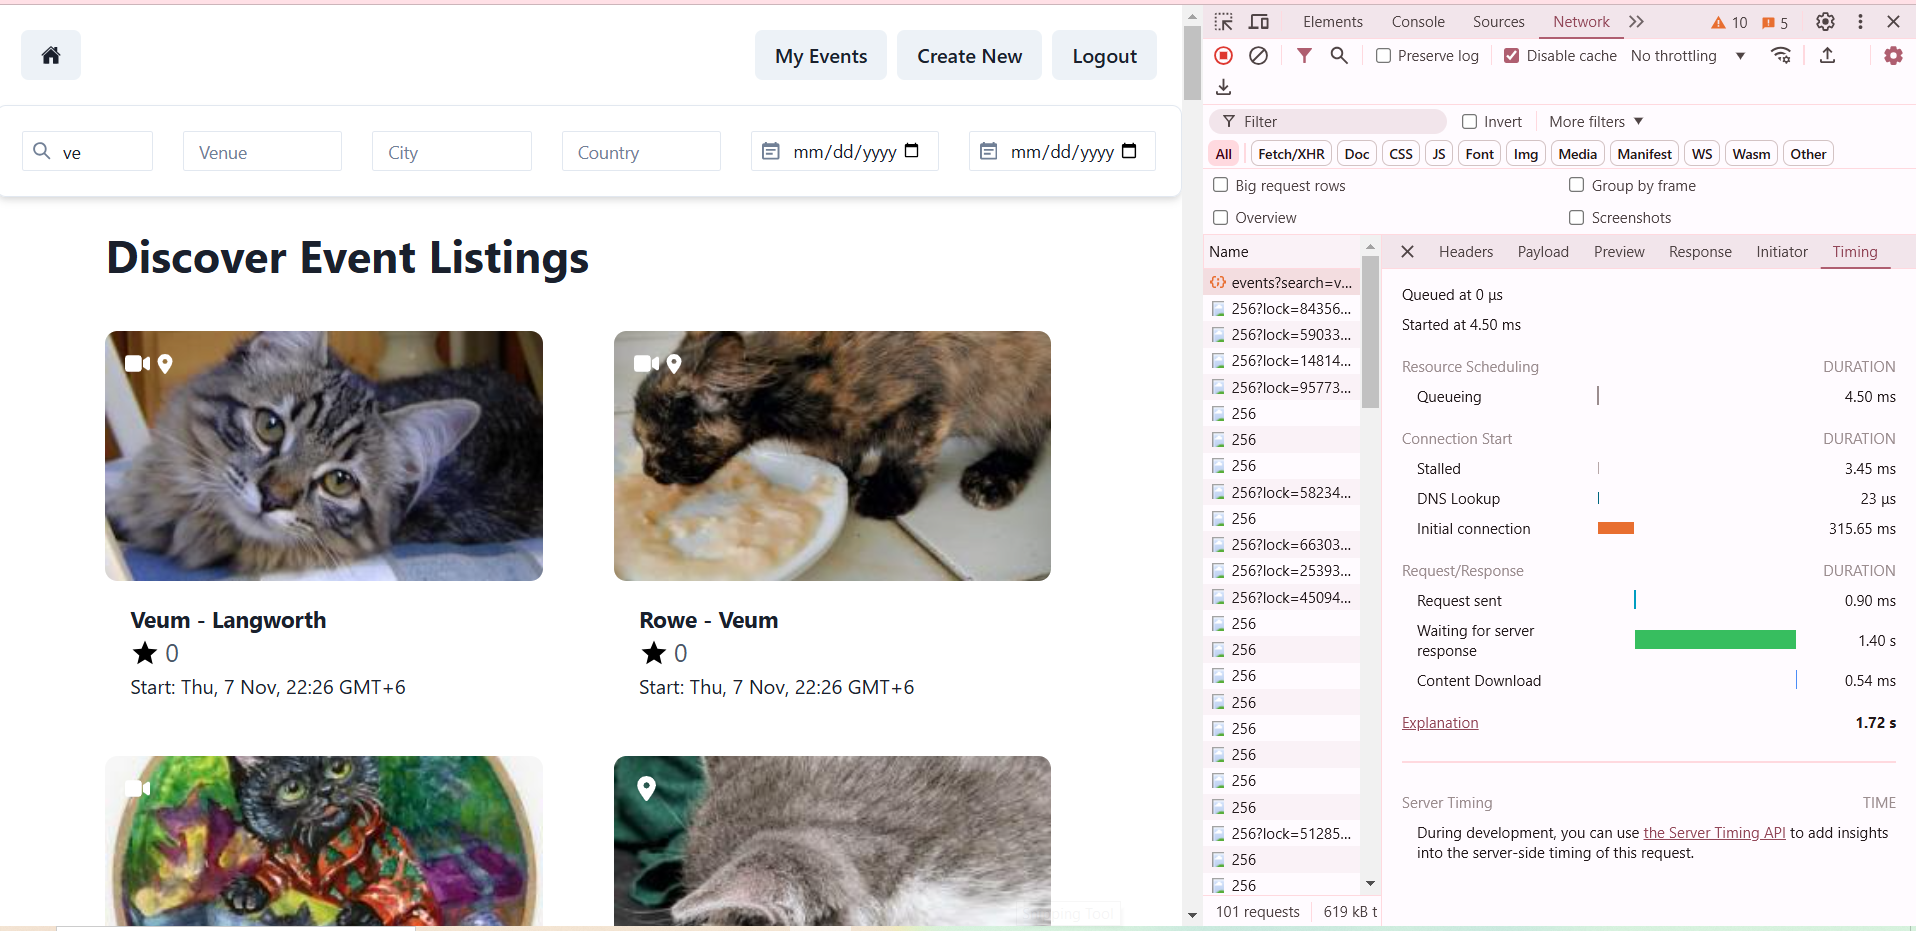 My Events
Create New
Logout
ve
Venue
City
Country
mm/dd/yyyy
mm/dd/yyyy
Discover Event Listings
Veum - Langworth
0
Start: Thu, 7 Nov, 22:26 GMT+6
Rowe - Veum
0
Start: Thu, 7 Nov, 22:26 GMT+6
Elements
Console
Sources
Network
10
5
Preserve log
Disable cache
No throttling
Filter
Invert
More filters
All
Fetch/XHR
Doc
CSS
JS
Font
Img
Media
Manifest
WS
Wasm
Other
Big request rows
Group by frame
Overview
Screenshots
Name
events?search=v...
256?lock=84356...
256?lock=59033...
256?lock=14814...
256?lock=95773...
256
256
256
256?lock=58234...
256
256?lock=66303...
256?lock=25393...
256?lock=45094...
256
256
256
256
256
256
256
256
256?lock=51285...
256
256
101 requests
619 kB t
Headers
Payload
Preview
Response
Initiator
Timing
Queued at 0 µs
Started at 4.50 ms
Resource Scheduling DURATION
Queueing 4.50 ms
Connection Start DURATION
Stalled 3.45 ms
DNS Lookup 23 µs
Initial connection 315.65 ms
Request/Response DURATION
Request sent 0.90 ms
Waiting for server
response 1.40 s
Content Download 0.54 ms
Explanation 1.72 s
Server Timing TIME
During development, you can use the Server Timing API to add insights
into the server-side timing of this request.